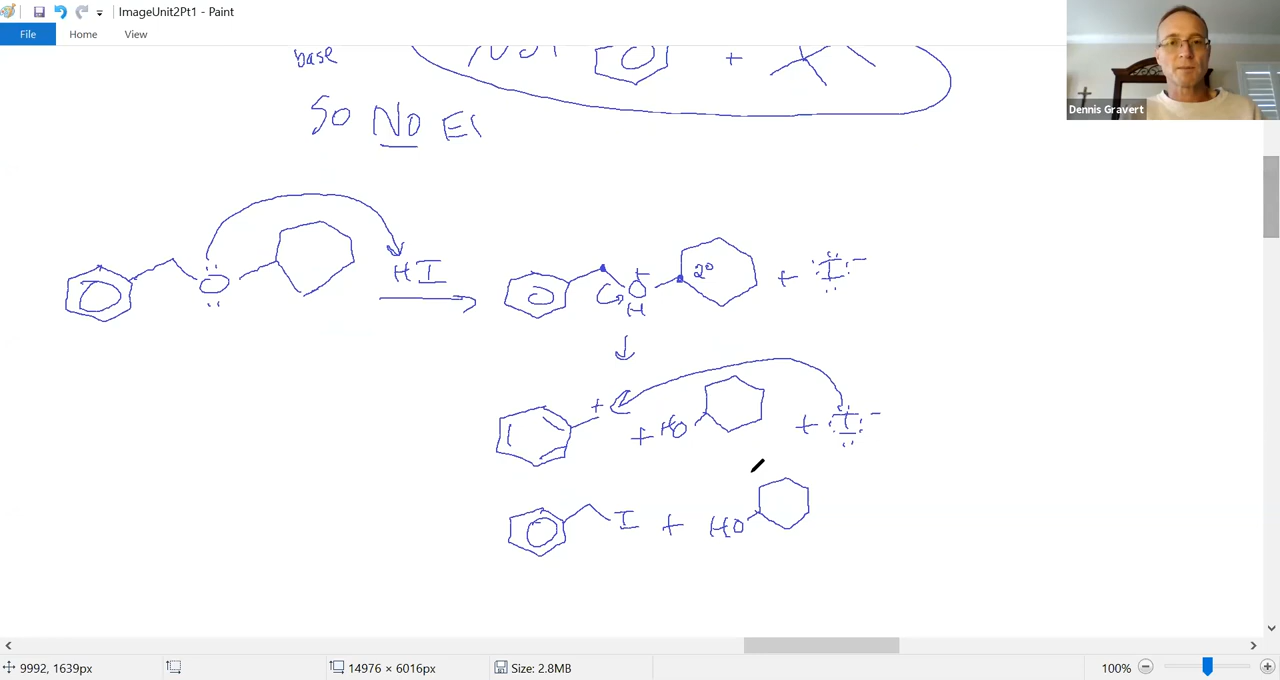 ImageUnit2Pt1 - Paint
File Home View
Dennis Gravert
base
+
So NO E1
O
HI
2°
+
O
H
+ I -
+
+ HO
+ I -
I + HO
9992, 1639px
14976 × 6016px
Size: 2.8MB
100%